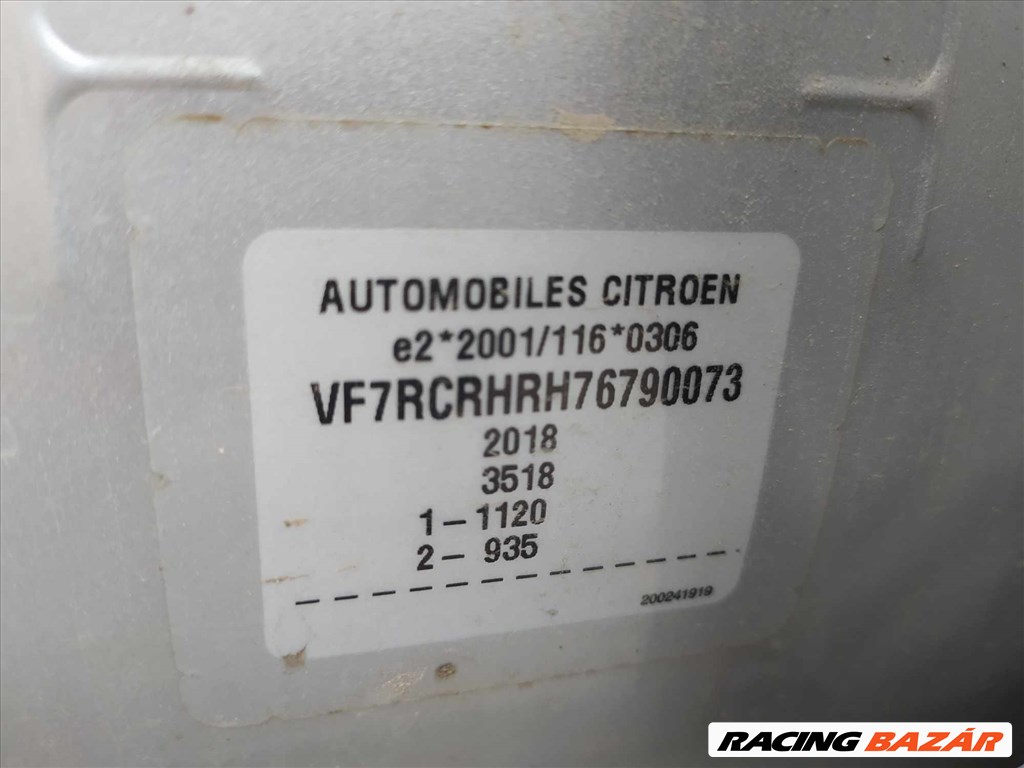 AUTOMOBILES CITROEN
e2*2001/116*0306
VF7RCRHRH76790073
2018
3518
1-1120
2-935
200241919
RACING BAZÁR